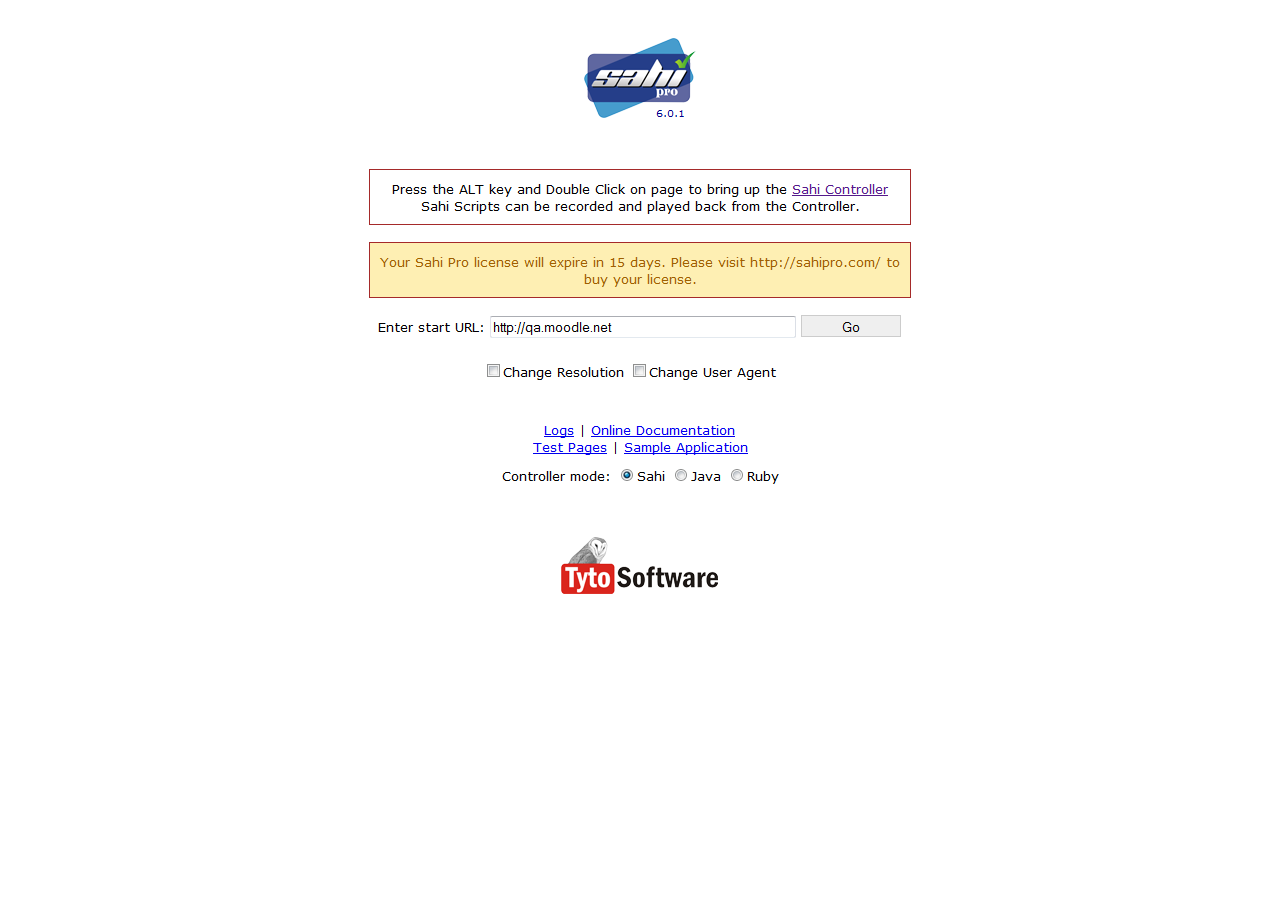 sahi
pro
6.0.1
Press the ALT key and Double Click on page to bring up the Sahi Controller
Sahi Scripts can be recorded and played back from the Controller.
Your Sahi Pro license will expire in 15 days. Please visit http://sahipro.com/ to
buy your license.
Enter start URL: http://qa.moodle.net Go
Change Resolution Change User Agent
Logs | Online Documentation
Test Pages | Sample Application
Controller mode: Sahi Java Ruby
Tyto Software